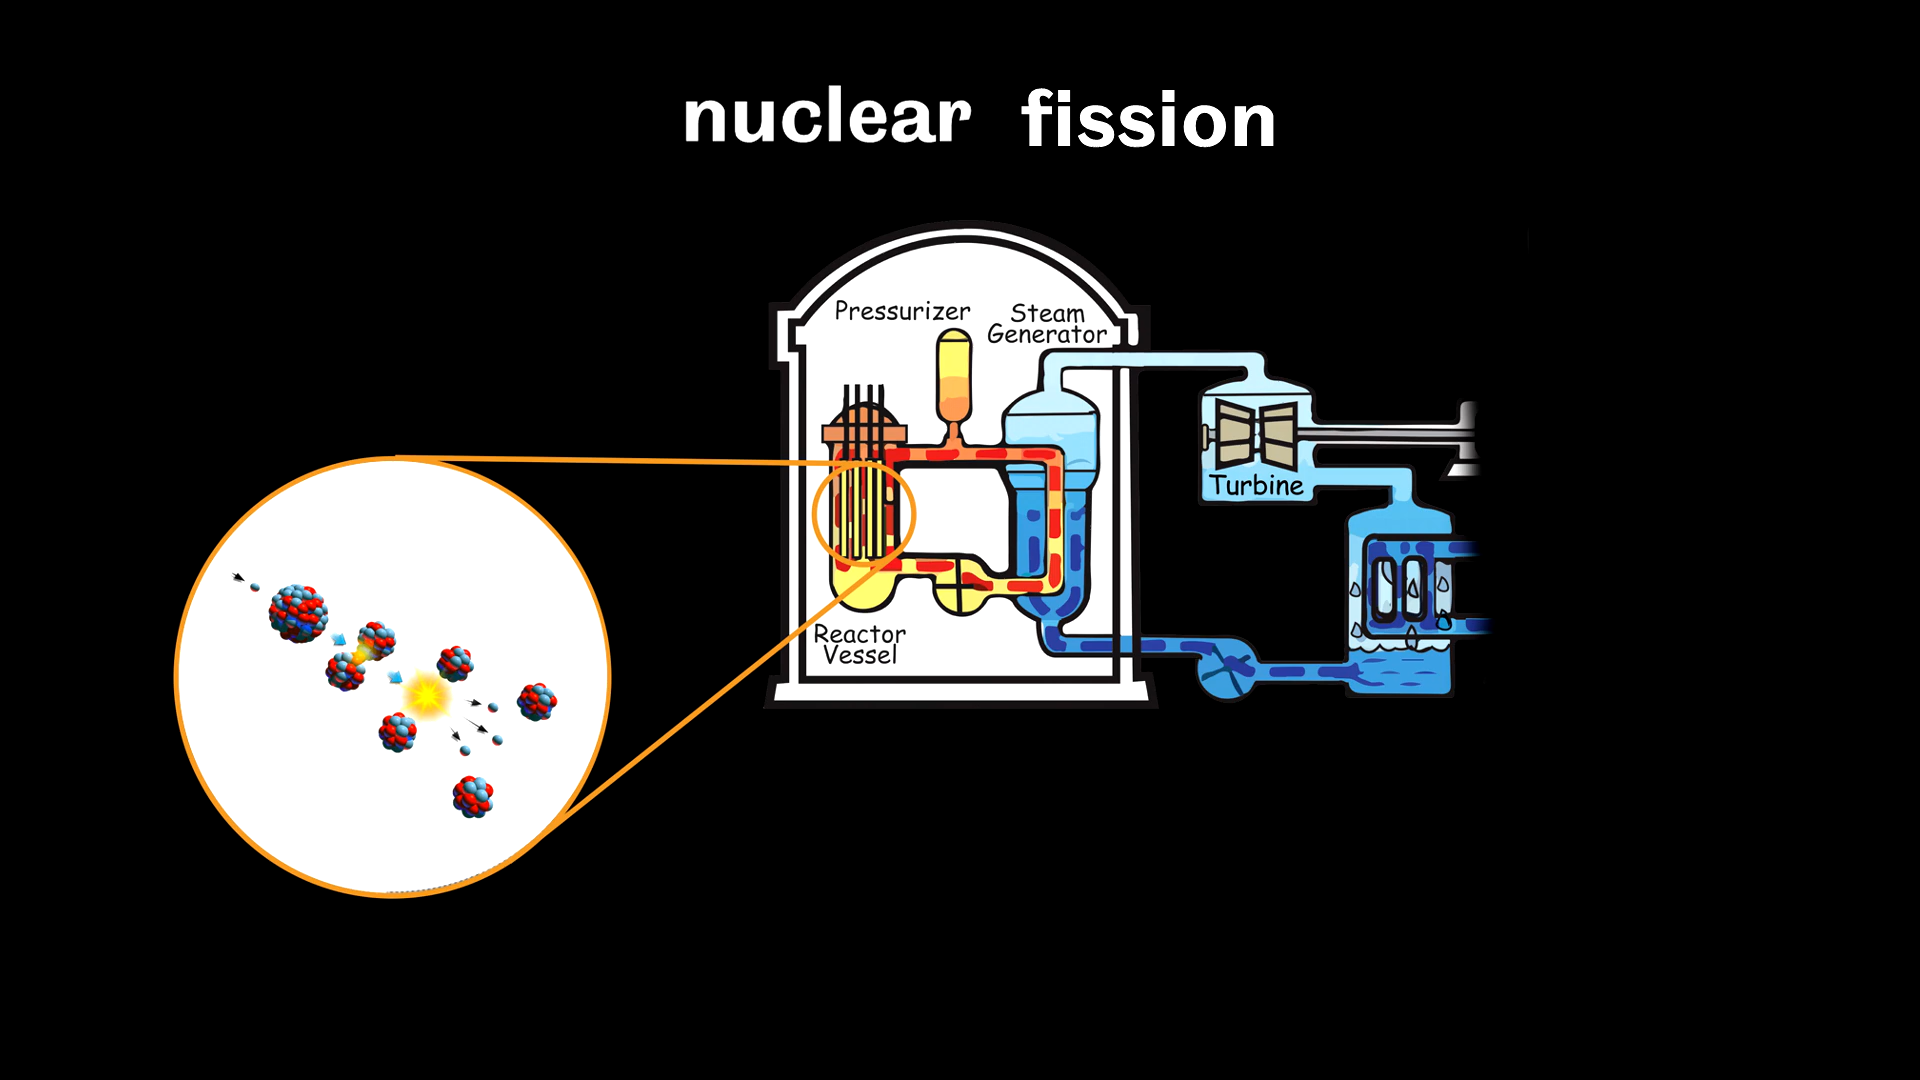 nuclear fission
Pressurizer
Steam
Generator
Turbine
Reactor
Vessel